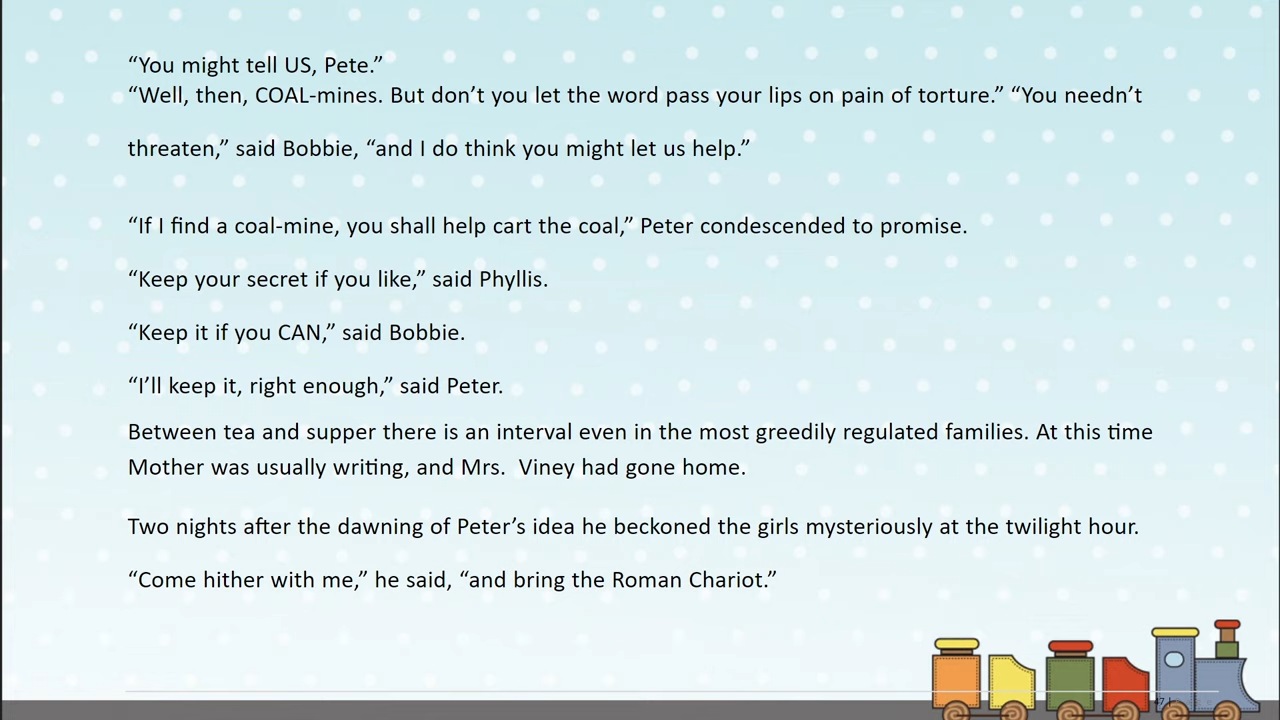 “You might tell US, Pete.”
“Well, then, COAL-mines. But don’t you let the word pass your lips on pain of torture.” “You needn’t
threaten,” said Bobbie, “and I do think you might let us help.”
“If I find a coal-mine, you shall help cart the coal,” Peter condescended to promise.
“Keep your secret if you like,” said Phyllis.
“Keep it if you CAN,” said Bobbie.
“I’ll keep it, right enough,” said Peter.
Between tea and supper there is an interval even in the most greedily regulated families. At this time
Mother was usually writing, and Mrs.  Viney had gone home.
Two nights after the dawning of Peter’s idea he beckoned the girls mysteriously at the twilight hour.
“Come hither with me,” he said, “and bring the Roman Chariot.”